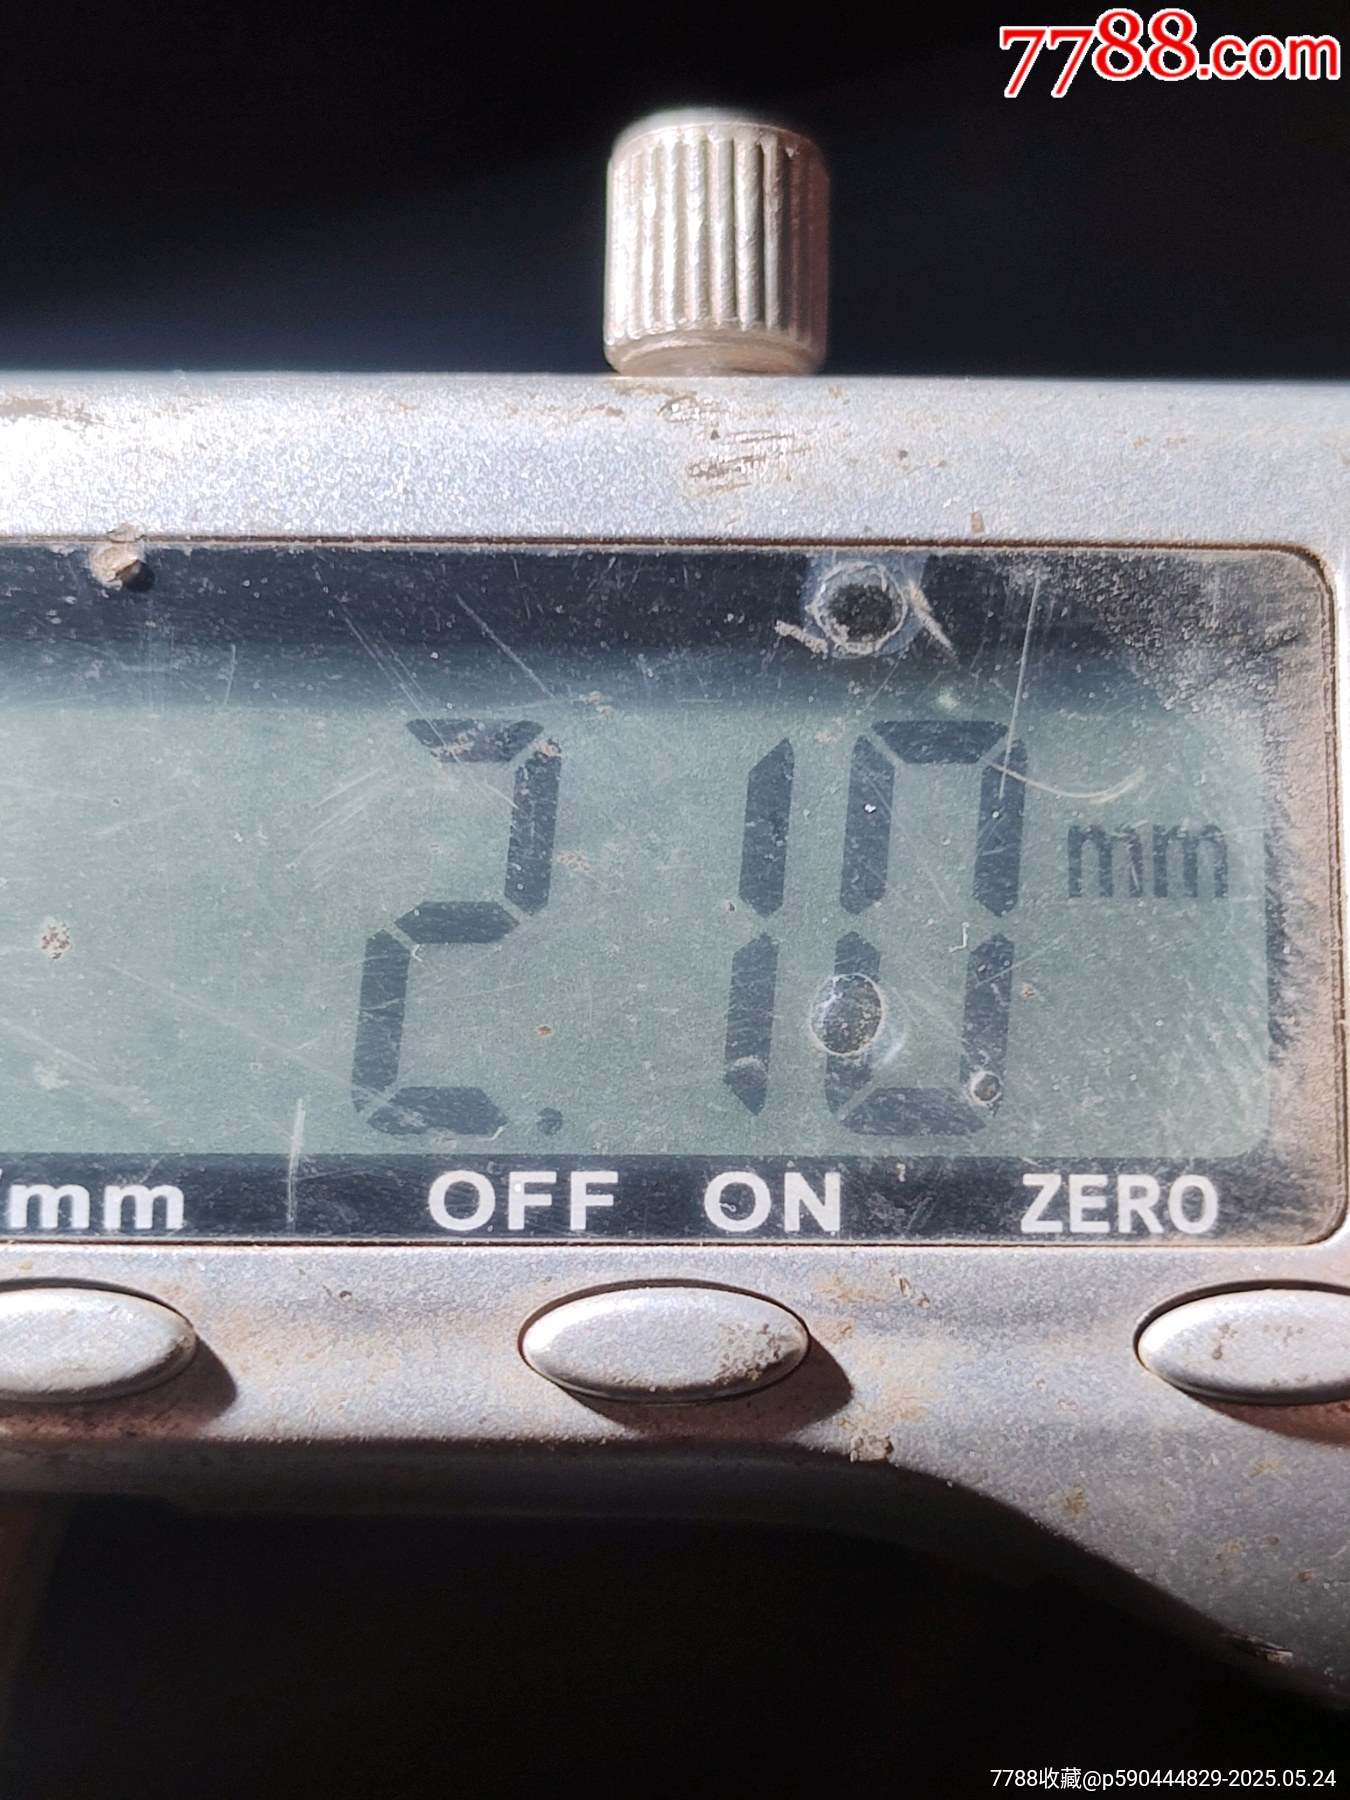 7788.com
2.10 mm
/mm OFF ON ZERO
7788收藏@p590444829-2025.05.24